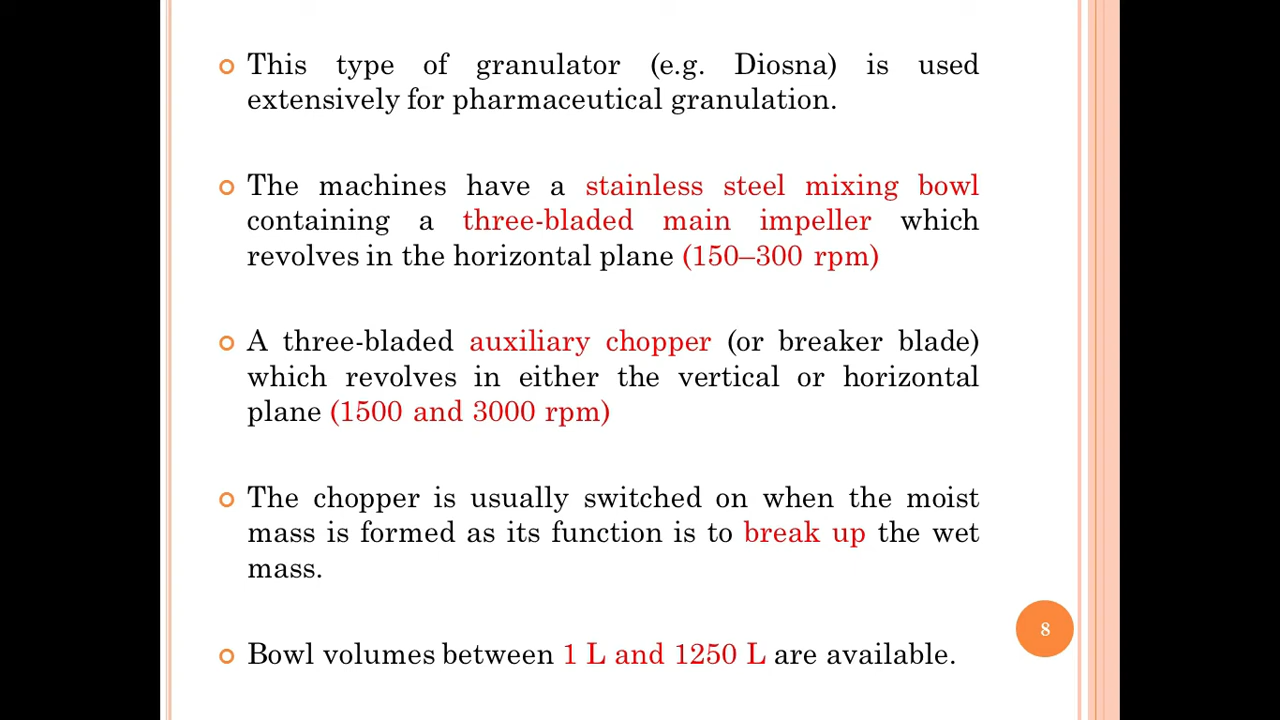 This type of granulator (e.g. Diosna) is used
extensively for pharmaceutical granulation.
The machines have a stainless steel mixing bowl
containing a three-bladed main impeller which
revolves in the horizontal plane (150–300 rpm)
A three-bladed auxiliary chopper (or breaker blade)
which revolves in either the vertical or horizontal
plane (1500 and 3000 rpm)
The chopper is usually switched on when the moist
mass is formed as its function is to break up the wet
mass.
Bowl volumes between 1 L and 1250 L are available.
8